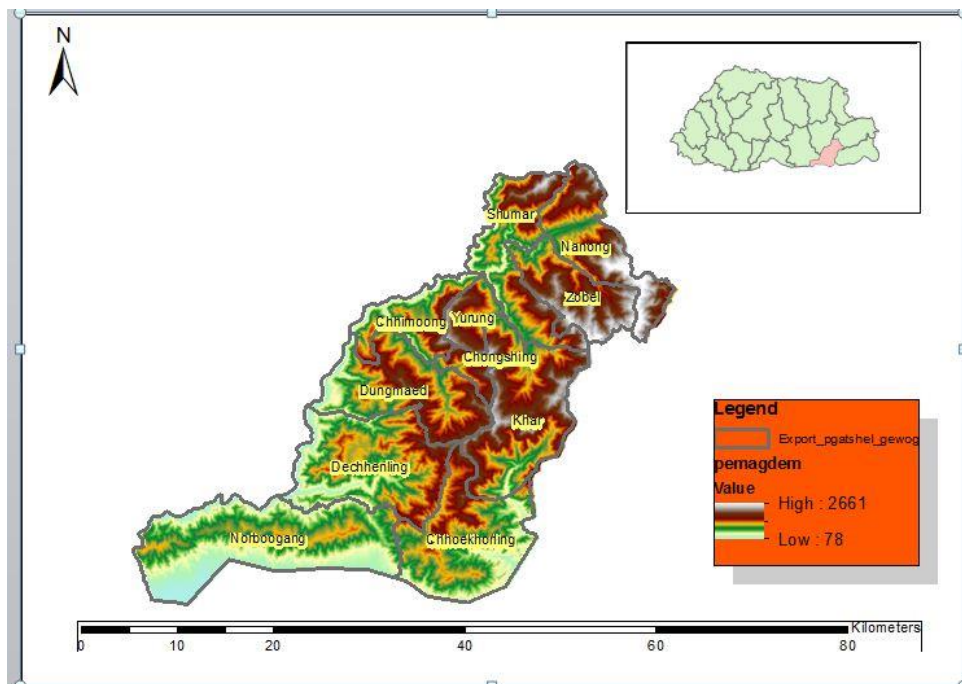 N
Shumar
Nanong
Zobel
Chhimoong
Yurung
Chongshing
Dungmaed
Khar
Dechhenling
Norboogang
Chhoekhorling
Legend
Export_pgatshel_gewog
pemagdem
Value
High : 2661
Low : 78
Kilometers
0 10 20 40 60 80